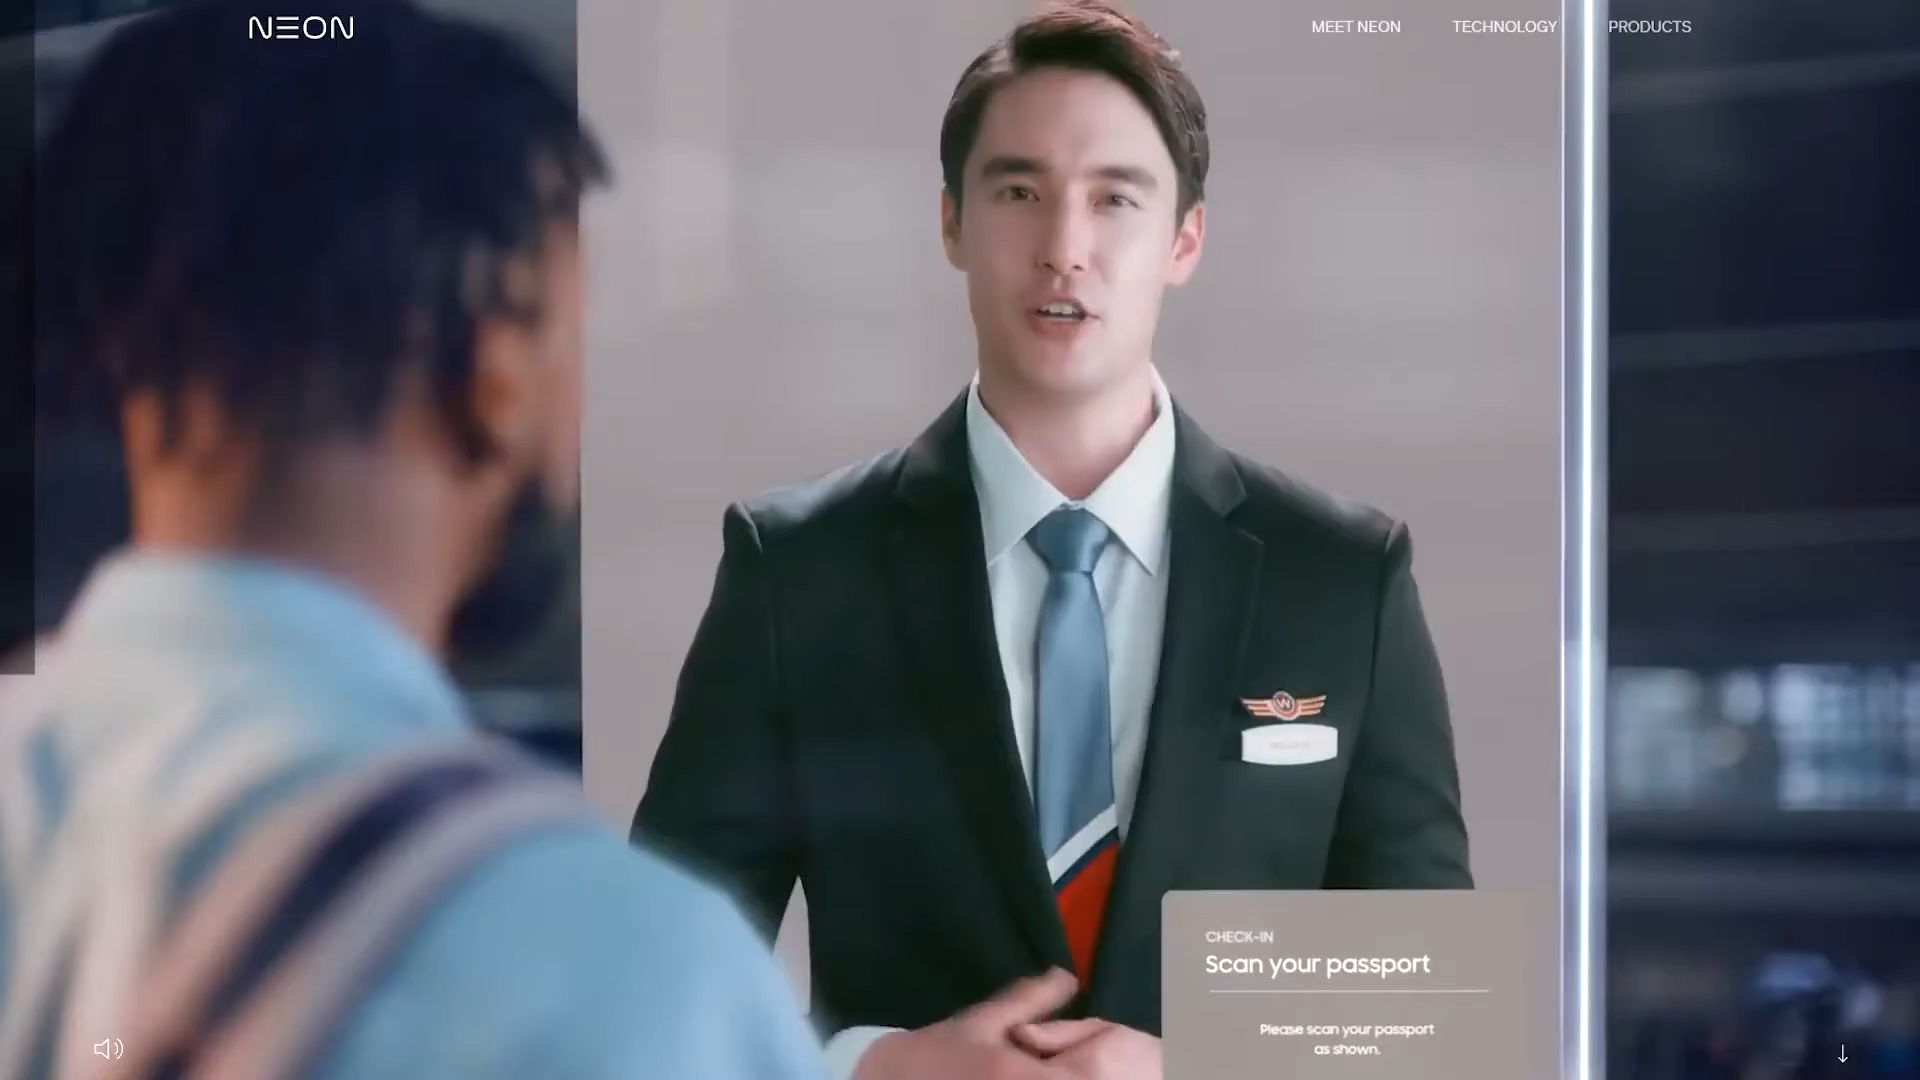 NEON
MEET NEON
TECHNOLOGY
PRODUCTS
W
CHECK-IN
Scan your passport
Please scan your passport
as shown.